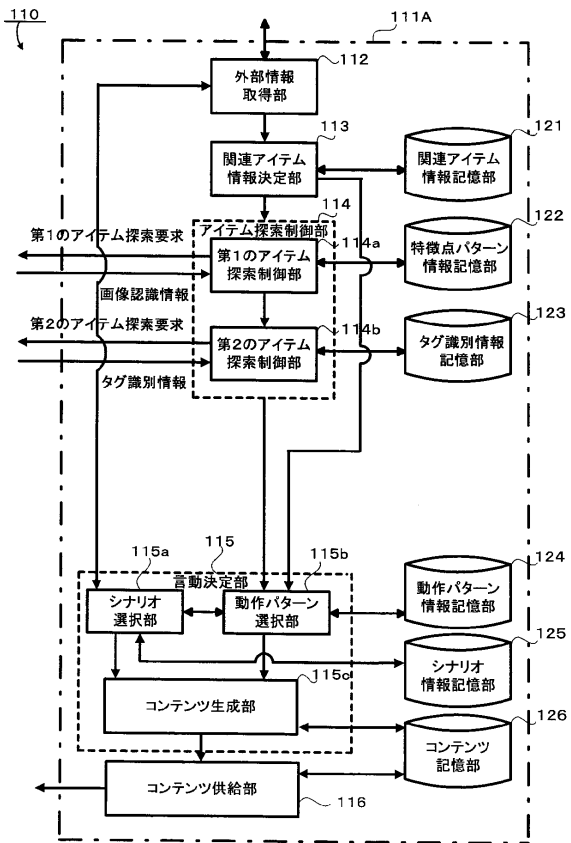 110
111A
112
外部情報
取得部
113
関連アイテム
情報決定部
121
関連アイテム
情報記憶部
114
アイテム探索制御部
114a
第1のアイテム
探索制御部
第1のアイテム探索要求
画像認識情報
122
特徴点パターン
情報記憶部
114b
第2のアイテム
探索制御部
第2のアイテム探索要求
タグ識別情報
123
タグ識別情報
記憶部
115
言動決定部
115a
シナリオ
選択部
115b
動作パターン
選択部
124
動作パターン
情報記憶部
125
シナリオ
情報記憶部
115c
コンテンツ生成部
126
コンテンツ
記憶部
コンテンツ供給部
116